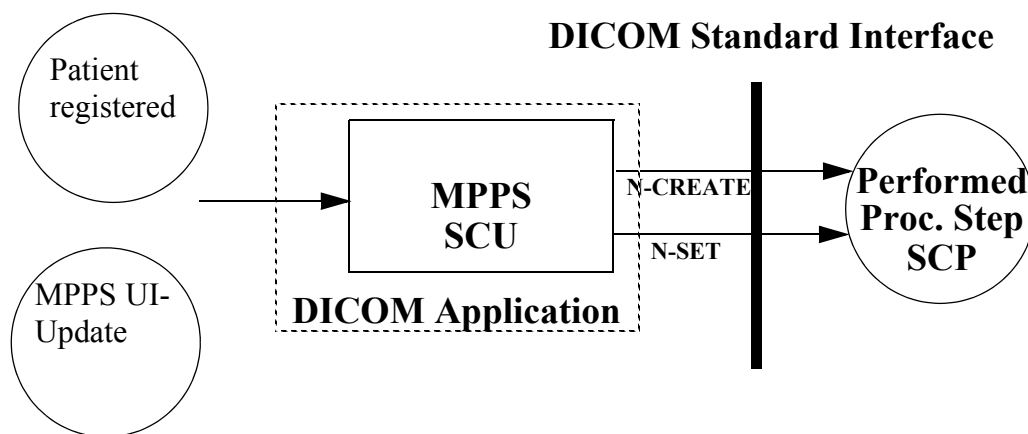 DICOM Standard Interface
Patient
registered
MPPS
SCU
N-CREATE
N-SET
Performed
Proc. Step
SCP
MPPS UI-
Update
DICOM Application